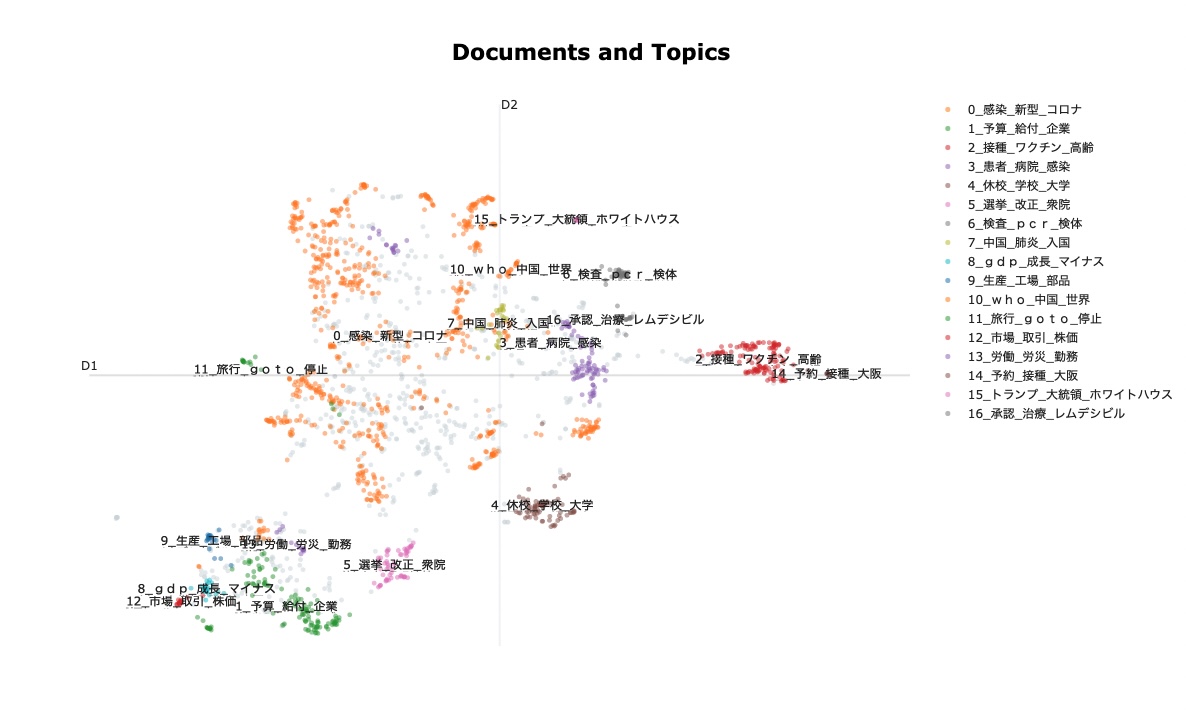 Documents and Topics
D2
D1
15_トランプ_大統領_ホワイトハウス
10_ｗｈｏ_中国_世界
6_検査_ｐｃｒ_検体
7_中国_肺炎_入国
16_承認_治療_レムデシビル
0_感染_新型_コロナ
3_患者_病院_感染
2_接種_ワクチン_高齢
11_旅行_ｇｏｔｏ_停止
14_予約_接種_大阪
4_休校_学校_大学
9_生産_工場_部品
13_労働_労災_勤務
5_選挙_改正_衆院
8_ｇｄｐ_成長_マイナス
12_市場_取引_株価
1_予算_給付_企業
0_感染_新型_コロナ
1_予算_給付_企業
2_接種_ワクチン_高齢
3_患者_病院_感染
4_休校_学校_大学
5_選挙_改正_衆院
6_検査_ｐｃｒ_検体
7_中国_肺炎_入国
8_ｇｄｐ_成長_マイナス
9_生産_工場_部品
10_ｗｈｏ_中国_世界
11_旅行_ｇｏｔｏ_停止
12_市場_取引_株価
13_労働_労災_勤務
14_予約_接種_大阪
15_トランプ_大統領_ホワイトハウス
16_承認_治療_レムデシビル